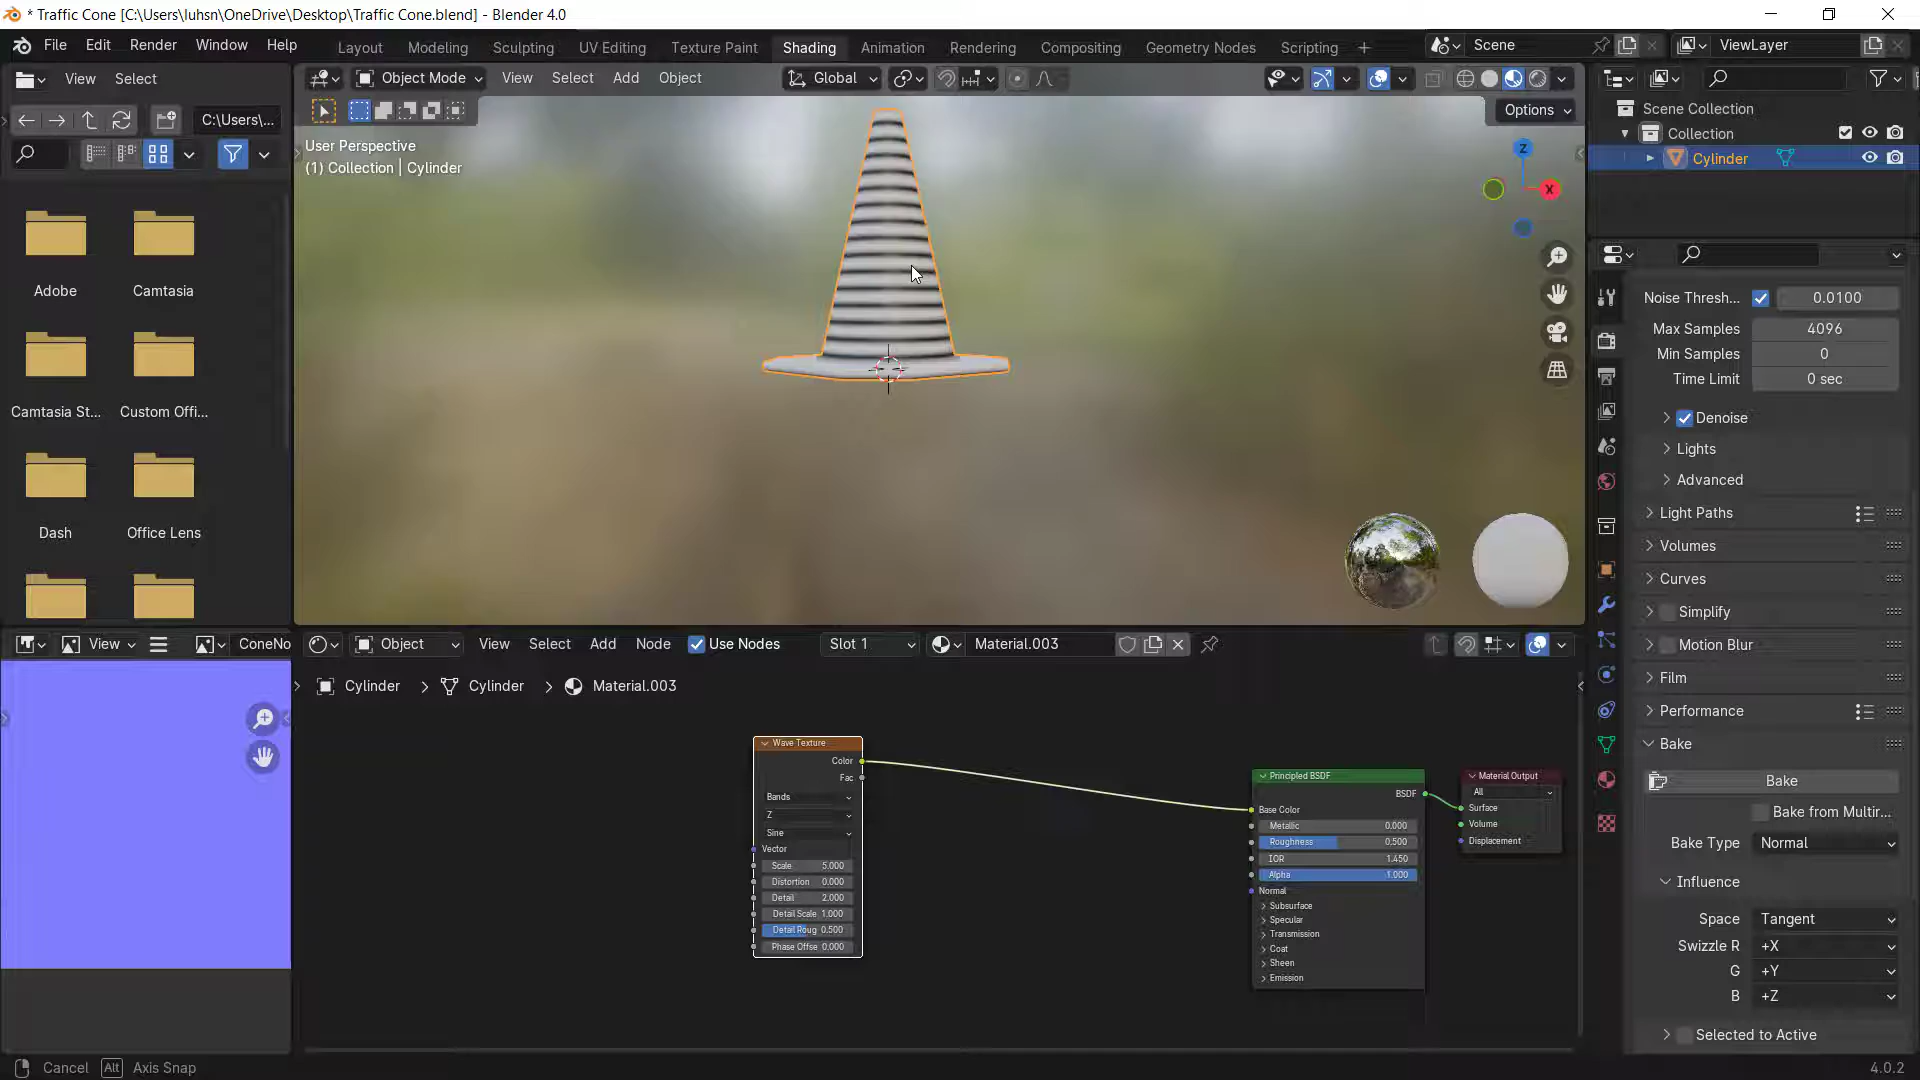 * Traffic Cone [C:\Users\luhsn\OneDrive\Desktop\Traffic Cone.blend] - Blender 4.0
File Edit Render Window Help
Layout Modeling Sculpting UV Editing Texture Paint Shading Animation Rendering Compositing Geometry Nodes Scripting +
Scene
ViewLayer
View Select
Object Mode View Select Add Object
Global
C:\Users\...
Options
User Perspective
(1) Collection | Cylinder
Z
X
Adobe
Camtasia
Camtasia St...
Custom Offi...
Dash
Office Lens
Scene Collection
Collection
Cylinder
Noise Thresh...
0.0100
Max Samples
4096
Min Samples
0
Time Limit
0 sec
Denoise
Lights
Advanced
Light Paths
Volumes
Curves
Simplify
Motion Blur
Film
Performance
Bake
Bake
Bake from Multir...
Bake Type
Normal
Influence
Space
Tangent
Swizzle R
+X
G
+Y
B
+Z
Selected to Active
View
ConeNo
Object View Select Add Node Use Nodes Slot 1 Material.003
Cylinder > Cylinder > Material.003
Wave Texture
Color
Fac
Bands
Z
Sine
Vector
Scale 5.000
Distortion 0.000
Detail 2.000
Detail Scale 1.000
Detail Roug 0.500
Phase Offse 0.000
Principled BSDF
BSDF
Base Color
Metallic 0.000
Roughness 0.500
IOR 1.450
Alpha 1.000
Normal
Subsurface
Specular
Transmission
Coat
Sheen
Emission
Material Output
All
Surface
Volume
Displacement
Cancel Alt Axis Snap
4.0.2